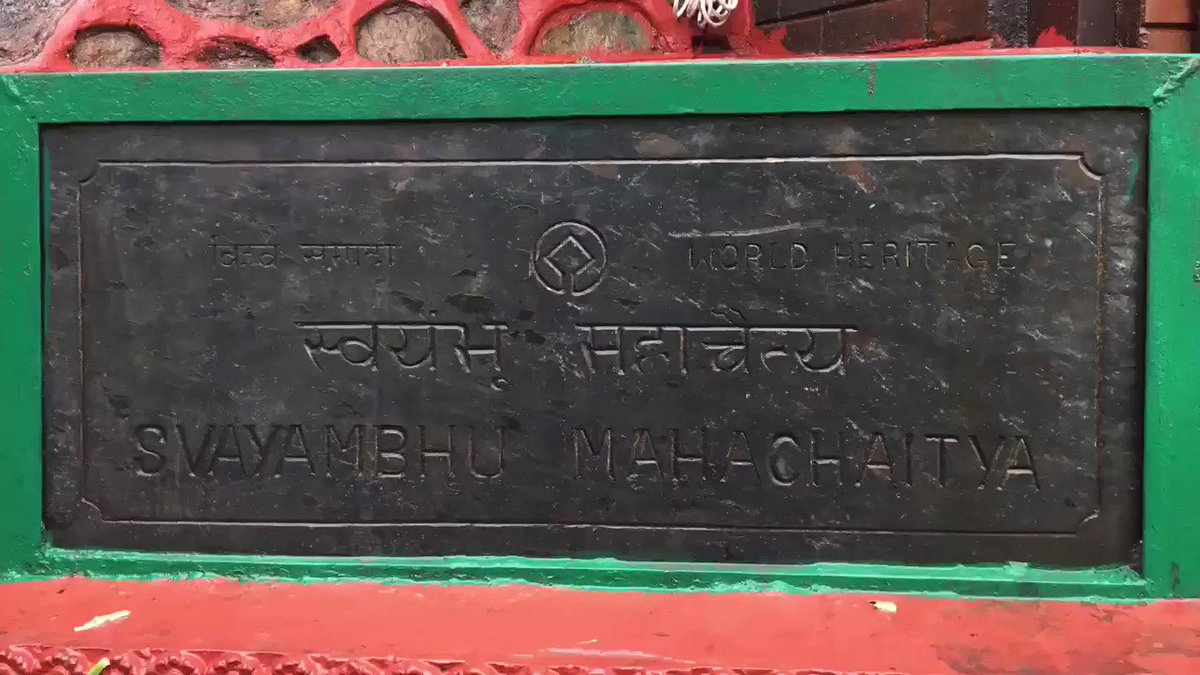 विश्व सम्पदा WORLD HERITAGE
स्वयंभू महाचैत्य
SVAYAMBHU MAHACHAITYA